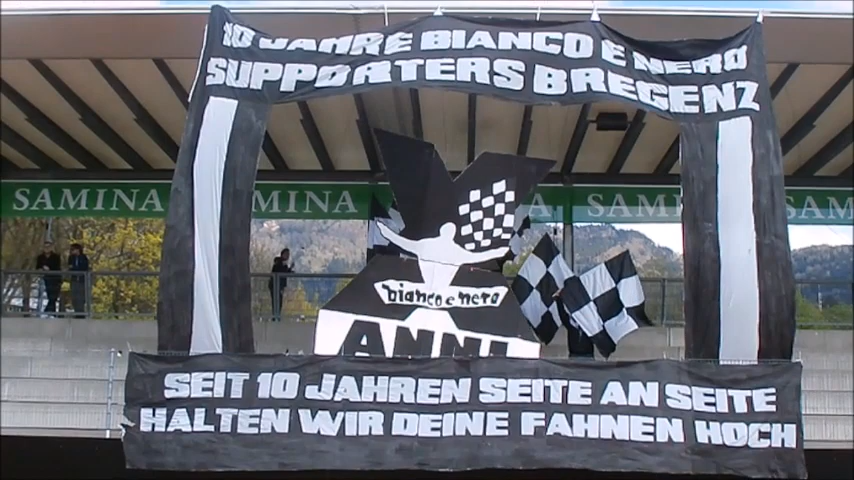 10 JAHRE BIANCO E NERO
SUPPORTERS BREGENZ
SAMINA SAMINA SAMINA SAMINA
X
bianco e nero
ANNI
SEIT 10 JAHREN SEITE AN SEITE
HALTEN WIR DEINE FAHNEN HOCH